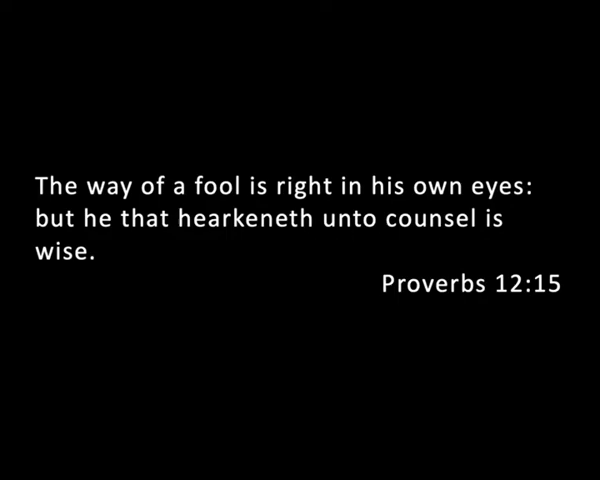 The way of a fool is right in his own eyes:
but he that hearkeneth unto counsel is
wise.
Proverbs 12:15